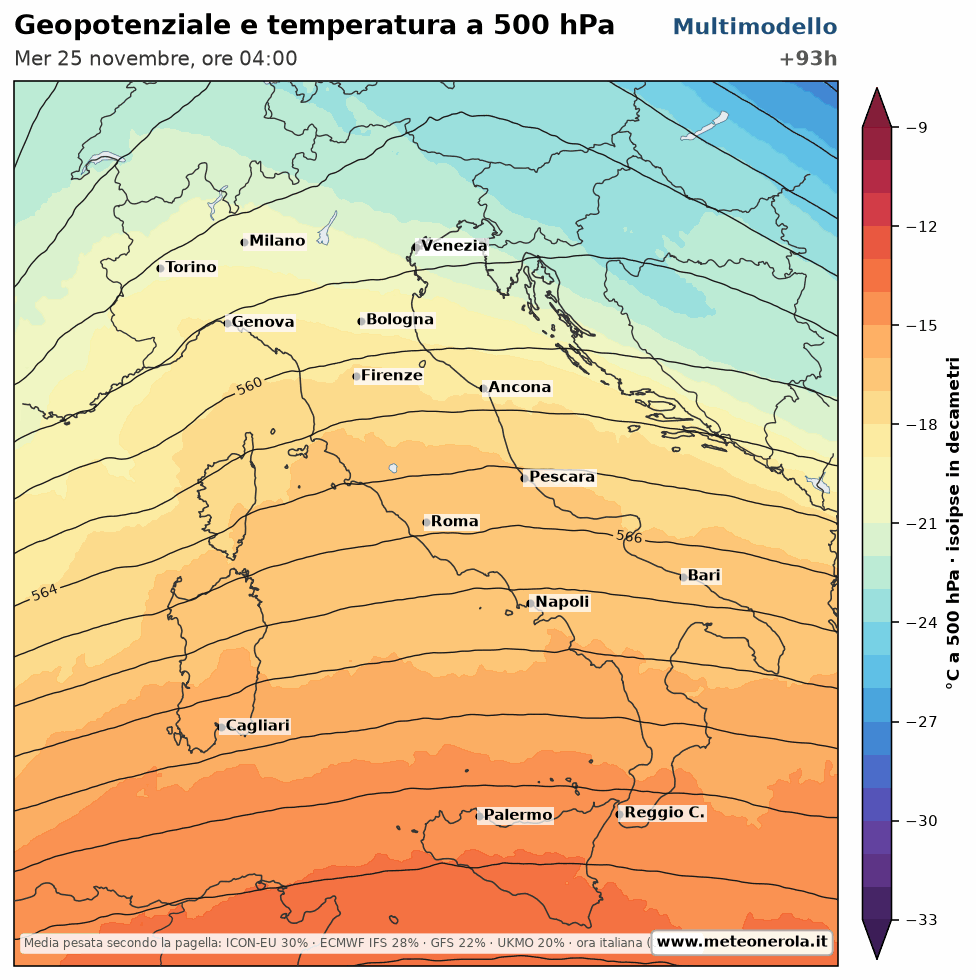 Geopotenziale e temperatura a 500 hPa
Multimodello
Mer 25 novembre, ore 04:00
+93h
Milano
Venezia
Torino
Genova
Bologna
Firenze
560
Ancona
Pescara
Roma
566
Bari
564
Napoli
Cagliari
Palermo
Reggio C.
Media pesata secondo la pagella: ICON-EU 30% · ECMWF IFS 28% · GFS 22% · UKMO 20% · ora italiana (
www.meteonerola.it
−9
−12
−15
−18
−21
−24
−27
−30
−33
°C a 500 hPa · isoipse in decametri